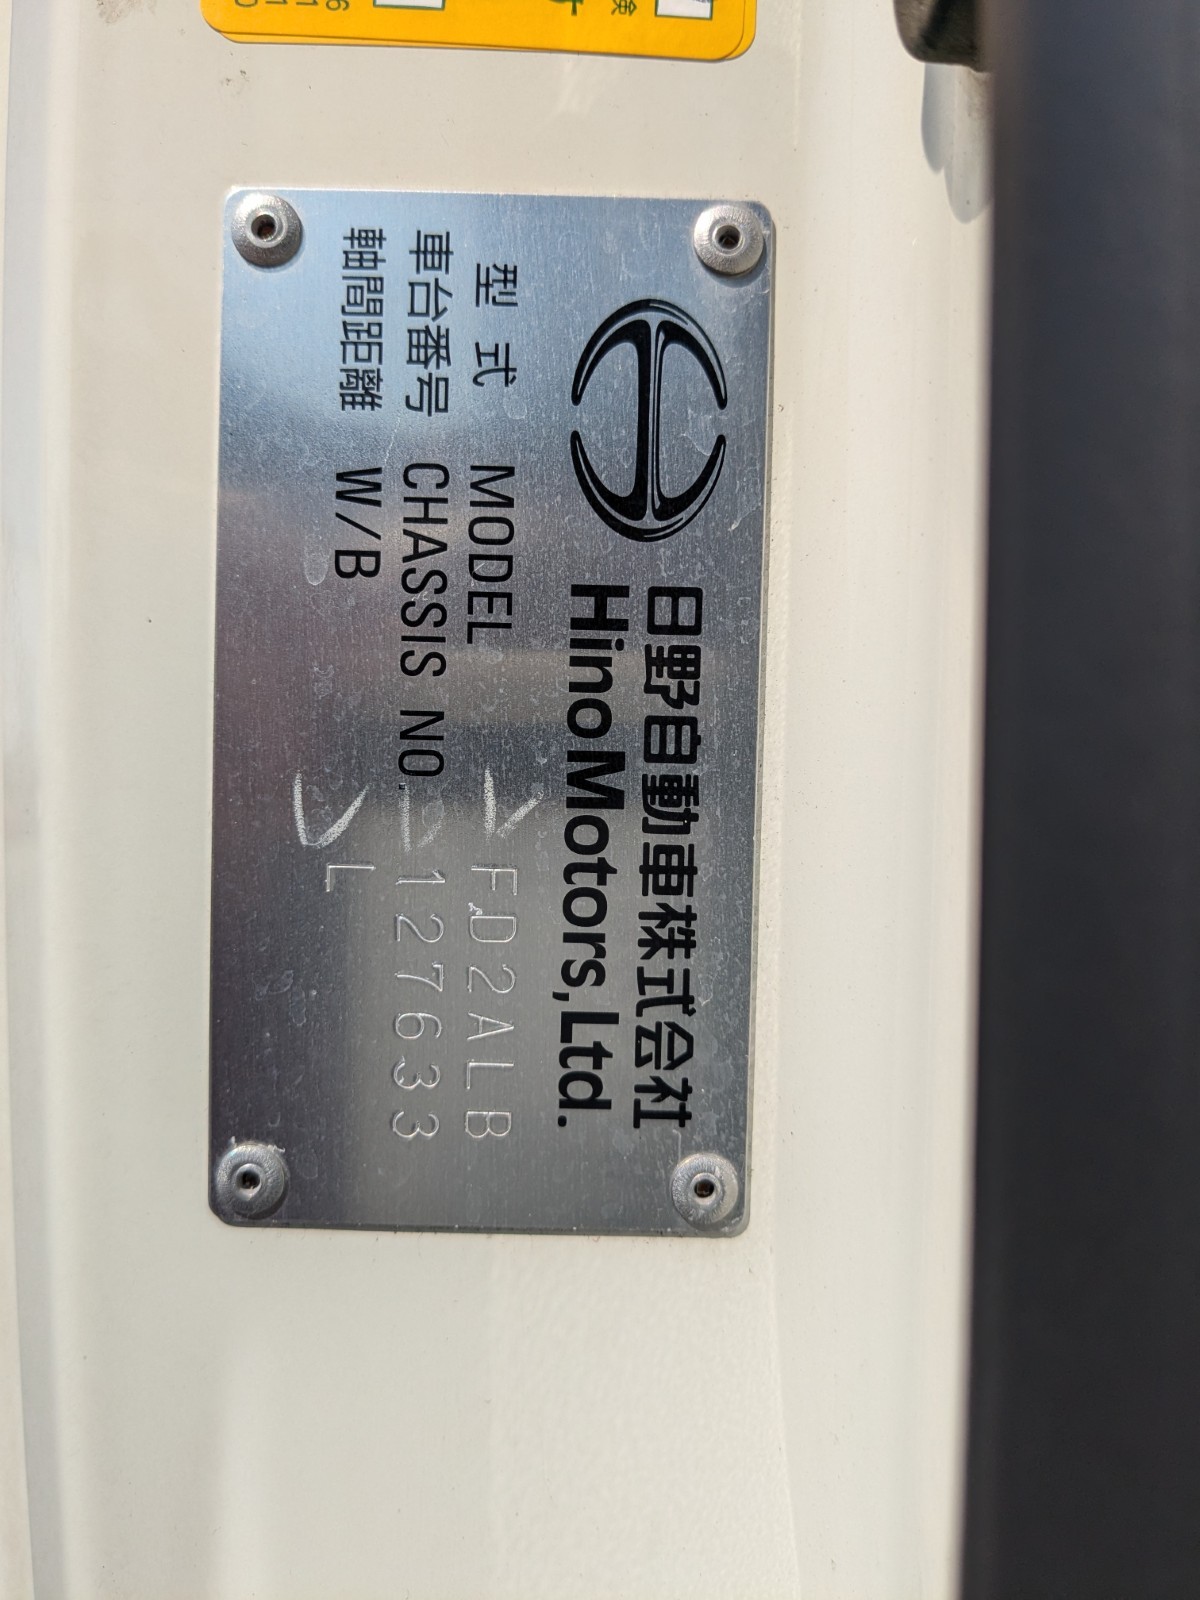 日野自動車株式会社
Hino Motors, Ltd.
型式 MODEL FD2ALB
車台番号 CHASSIS NO. 127633
軸間距離 W/B L